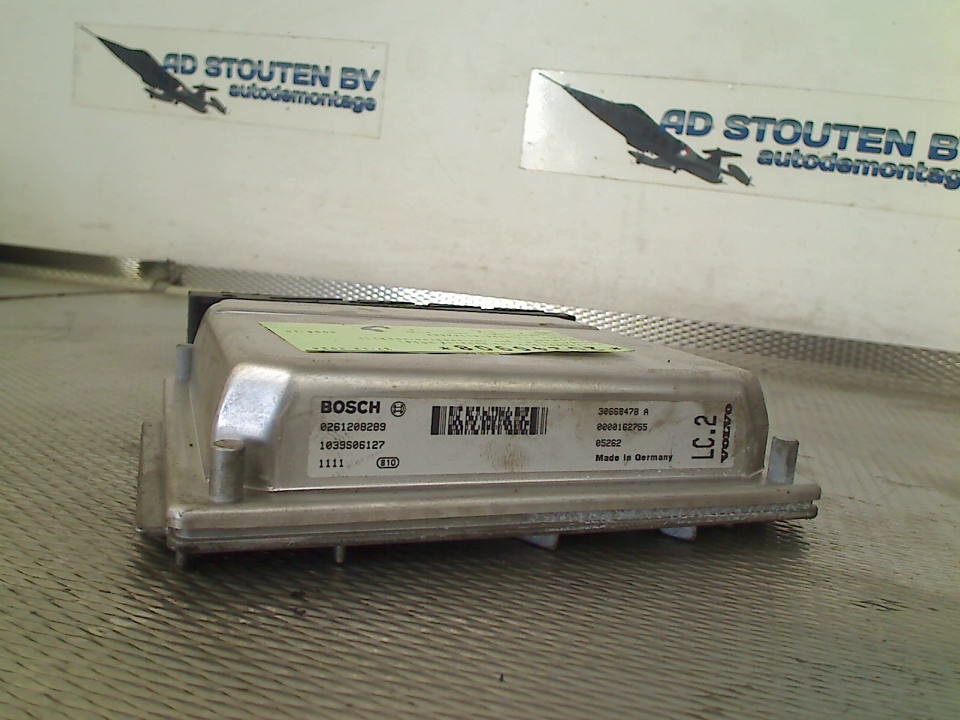 AD STOUTEN BV
autodemontage
AD STOUTEN B
autodemontag
BOSCH
0261208289
1039S06127
1111 810
30668478 A
0000162755
05262
Made in Germany
LC.2
VOLVO